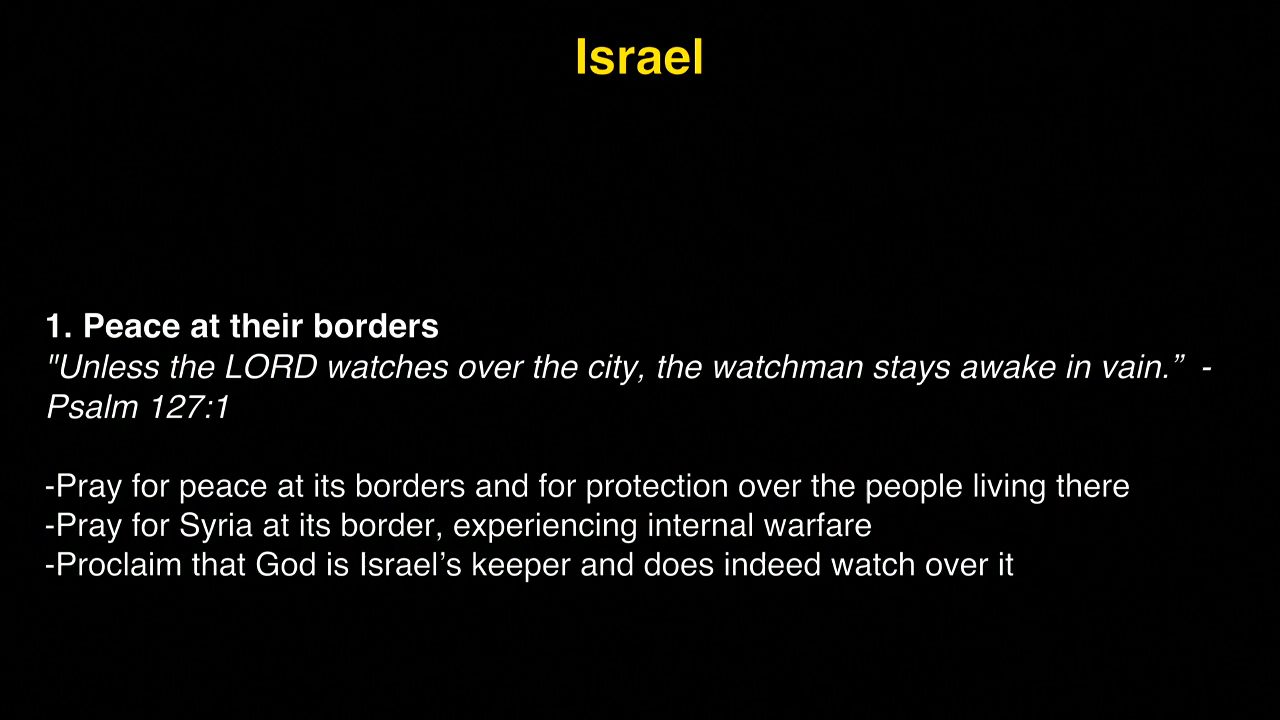 Israel
1. Peace at their borders
"Unless the LORD watches over the city, the watchman stays awake in vain.”  -
Psalm 127:1
-Pray for peace at its borders and for protection over the people living there
-Pray for Syria at its border, experiencing internal warfare
-Proclaim that God is Israel’s keeper and does indeed watch over it